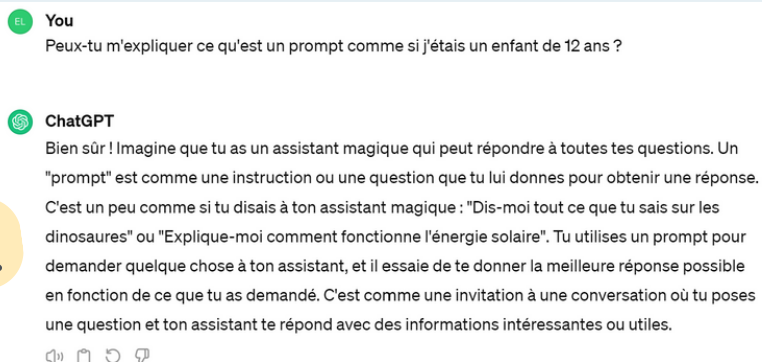 EL You
Peux-tu m'expliquer ce qu'est un prompt comme si j'étais un enfant de 12 ans ?
ChatGPT
Bien sûr ! Imagine que tu as un assistant magique qui peut répondre à toutes tes questions. Un
"prompt" est comme une instruction ou une question que tu lui donnes pour obtenir une réponse.
C'est un peu comme si tu disais à ton assistant magique : "Dis-moi tout ce que tu sais sur les
dinosaures" ou "Explique-moi comment fonctionne l'énergie solaire". Tu utilises un prompt pour
demander quelque chose à ton assistant, et il essaie de te donner la meilleure réponse possible
en fonction de ce que tu as demandé. C'est comme une invitation à une conversation où tu poses
une question et ton assistant te répond avec des informations intéressantes ou utiles.